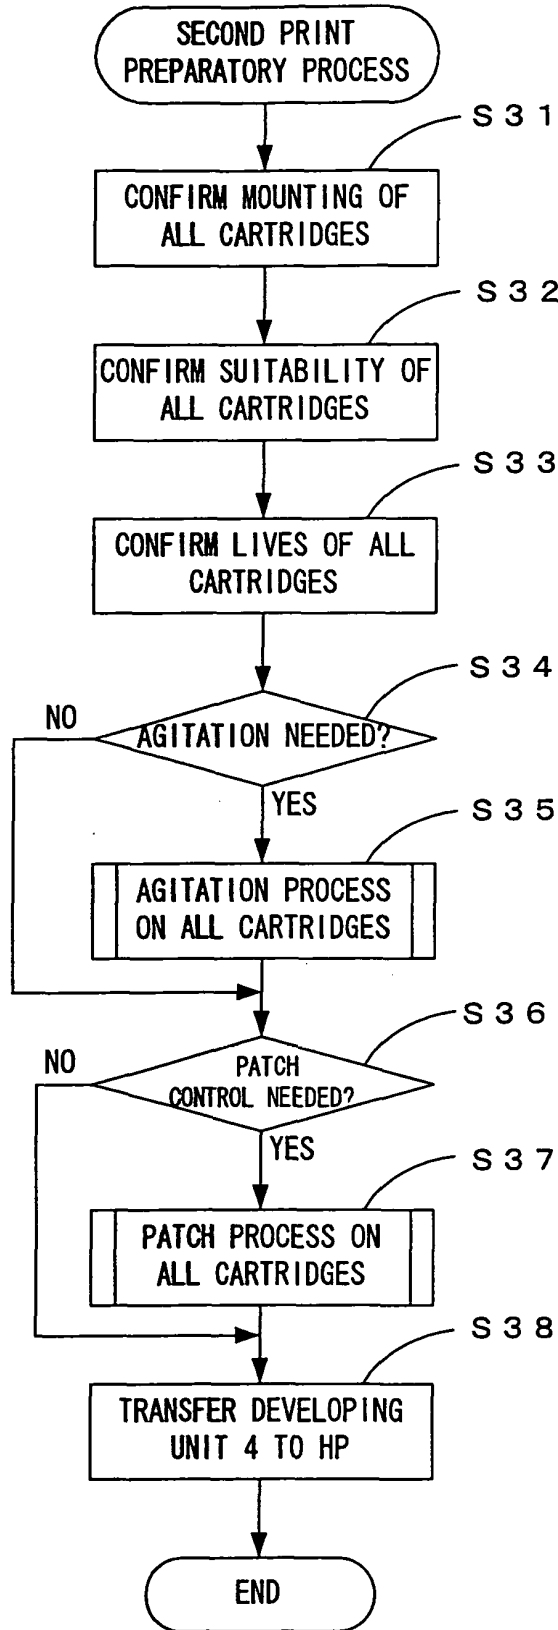 SECOND PRINT
PREPARATORY PROCESS
S31
CONFIRM MOUNTING OF
ALL CARTRIDGES
S32
CONFIRM SUITABILITY OF
ALL CARTRIDGES
S33
CONFIRM LIVES OF ALL
CARTRIDGES
S34
NO
AGITATION NEEDED?
YES
S35
AGITATION PROCESS
ON ALL CARTRIDGES
S36
NO
PATCH
CONTROL NEEDED?
YES
S37
PATCH PROCESS ON
ALL CARTRIDGES
S38
TRANSFER DEVELOPING
UNIT 4 TO HP
END